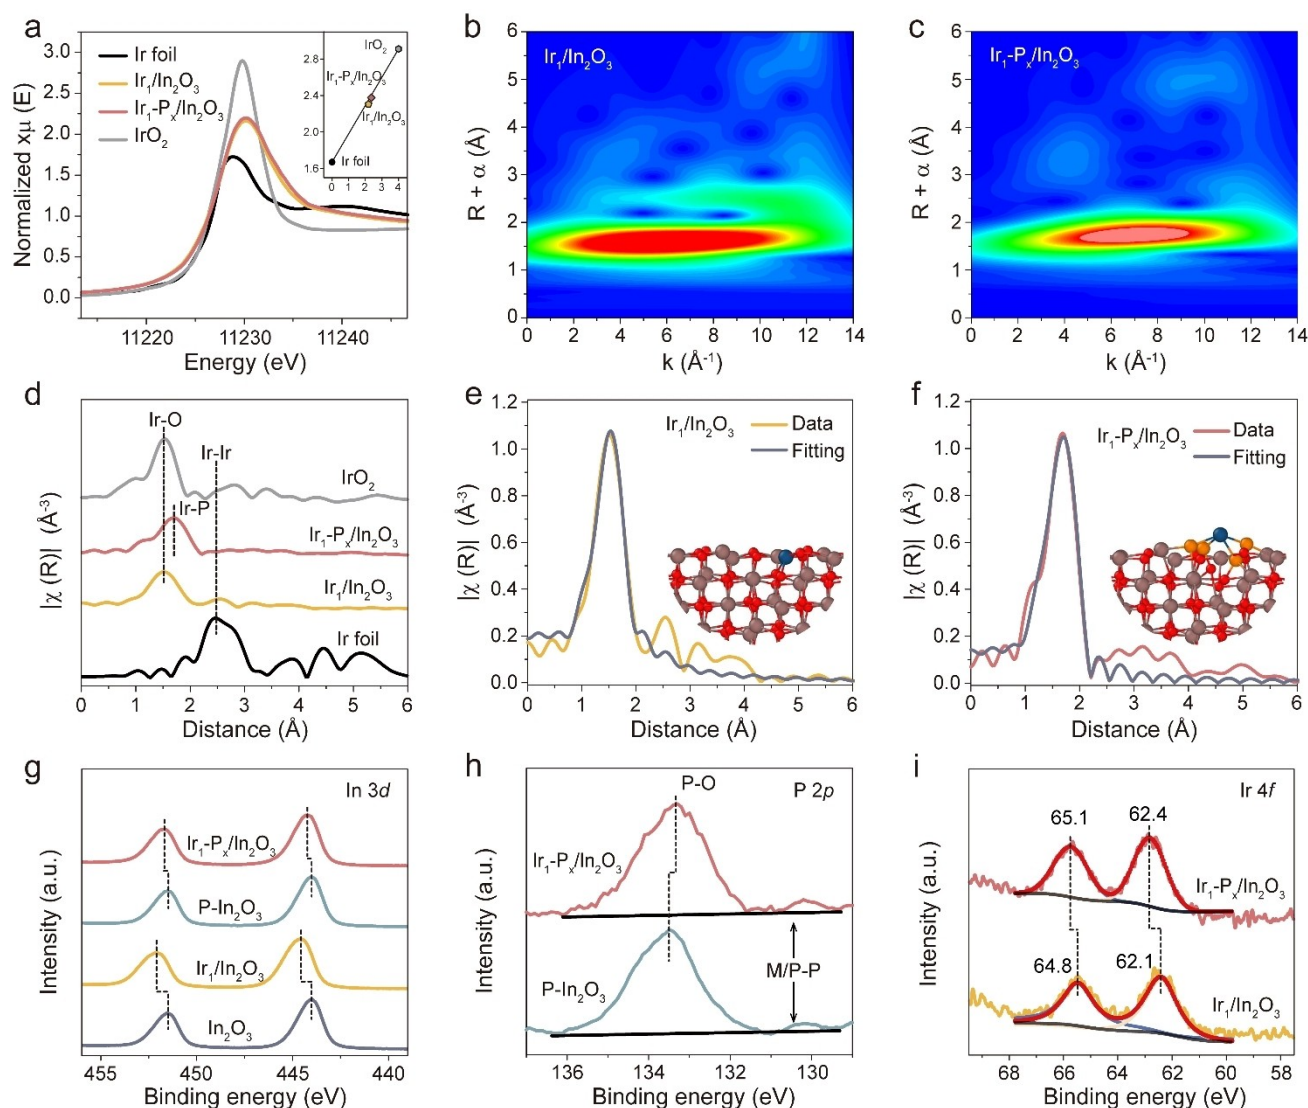 a
Normalized xμ (E)
3.0
2.5
2.0
1.5
1.0
0.5
0.0
Ir foil
Ir₁/In₂O₃
Ir₁-Pₓ/In₂O₃
IrO₂
2.8
2.4
2.0
1.6
IrO₂
Ir₁-Pₓ/In₂O₃
Ir₁/In₂O₃
Ir foil
0 1 2 3 4
11220 11230 11240
Energy (eV)
b
Ir₁/In₂O₃
R + α (Å)
6
5
4
3
2
1
0
0 2 4 6 8 10 12 14
k (Å⁻¹)
c
Ir₁-Pₓ/In₂O₃
R + α (Å)
6
5
4
3
2
1
0
0 2 4 6 8 10 12 14
k (Å⁻¹)
d
|χ (R)| (Å⁻³)
Ir-O
Ir-Ir
IrO₂
Ir-P
Ir₁-Pₓ/In₂O₃
Ir₁/In₂O₃
Ir foil
0 1 2 3 4 5 6
Distance (Å)
e
|χ (R)| (Å⁻³)
1.2
1.0
0.8
0.6
0.4
0.2
0.0
Ir₁/In₂O₃
Data
Fitting
0 1 2 3 4 5 6
Distance (Å)
f
|χ (R)| (Å⁻³)
1.2
1.0
0.8
0.6
0.4
0.2
0.0
Ir₁-Pₓ/In₂O₃
Data
Fitting
0 1 2 3 4 5 6
Distance (Å)
g
In 3d
Intensity (a.u.)
Ir₁-Pₓ/In₂O₃
P-In₂O₃
Ir₁/In₂O₃
In₂O₃
455 450 445 440
Binding energy (eV)
h
P-O
P 2p
Intensity (a.u.)
Ir₁-Pₓ/In₂O₃
M/P-P
P-In₂O₃
136 134 132 130
Binding energy (eV)
i
Ir 4f
Intensity (a.u.)
65.1 62.4
Ir₁-Pₓ/In₂O₃
64.8 62.1
Ir₁/In₂O₃
68 66 64 62 60 58
Binding energy (eV)